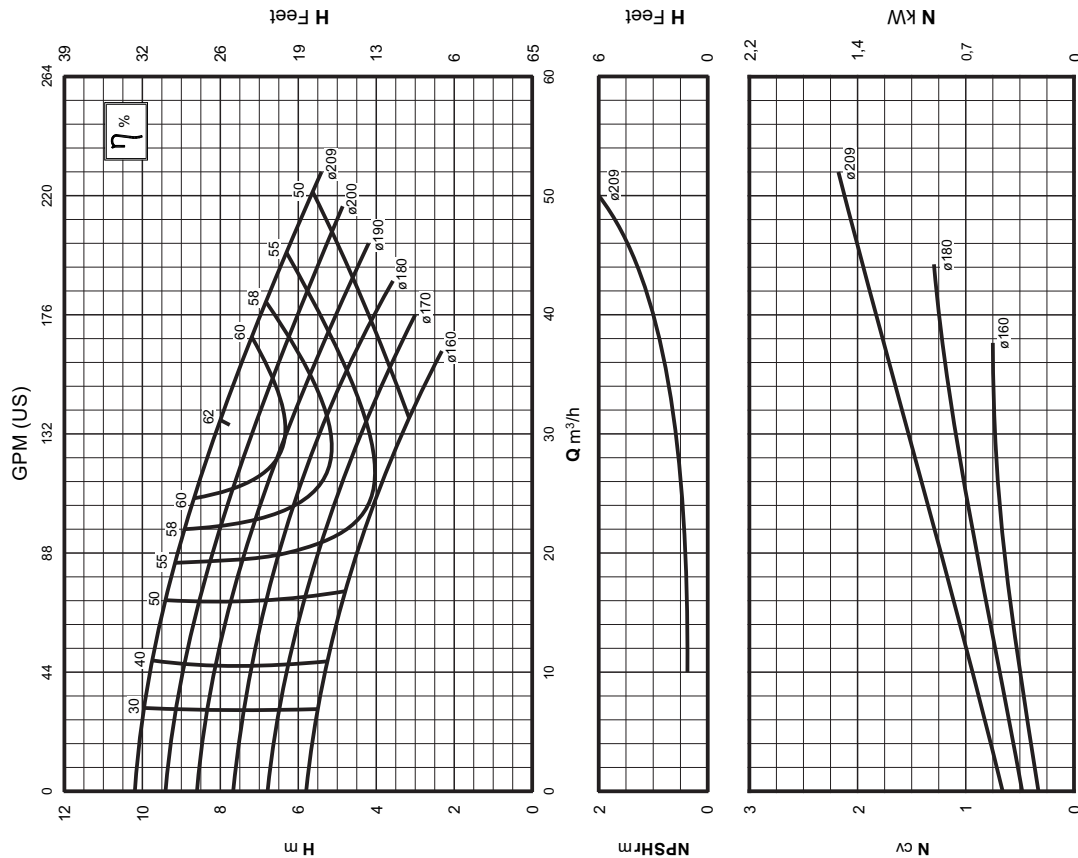 GPM (US)
0 44 88 132 176 220 264
η %
H m
12
10
8
6
4
2
0
H Feet
39
32
26
19
13
6
65
30 40 50 55 58 60 62 60 58 55 50
ø209
ø200
ø190
ø180
ø170
ø160
0 10 20 30 40 50 60
Q m³/h
NPSHr m
2
0
H Feet
6
0
ø209
N cv
3
2
1
0
N kW
2,2
1,4
0,7
0
ø209
ø180
ø160